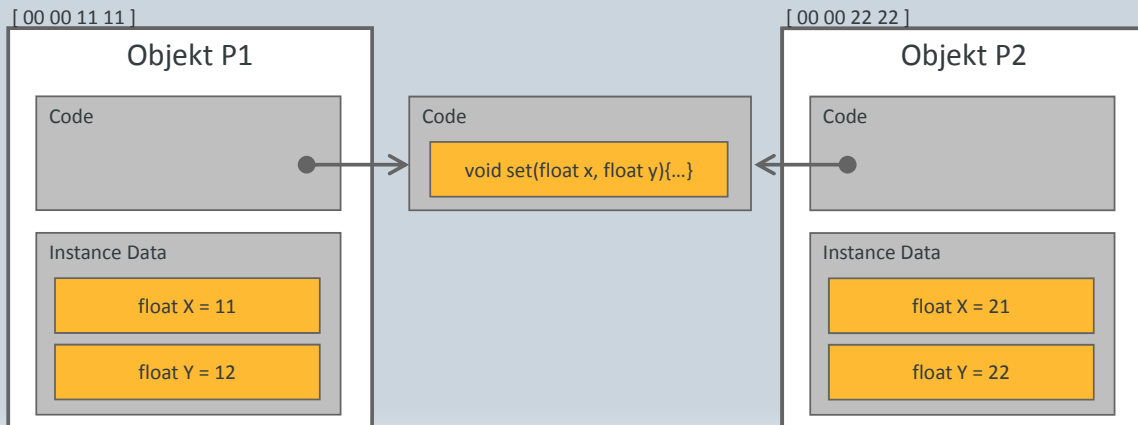 [ 00 00 11 11 ]
Objekt P1
Code
Instance Data
float X = 11
float Y = 12
Code
void set(float x, float y){...}
[ 00 00 22 22 ]
Objekt P2
Code
Instance Data
float X = 21
float Y = 22